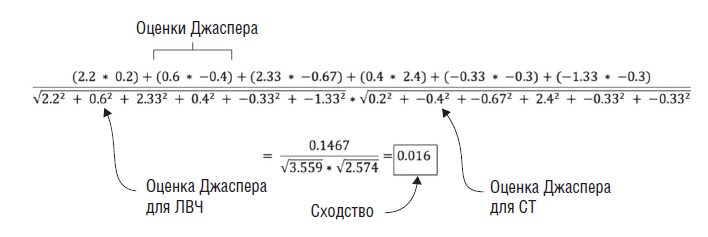 Оценки Джаспера
(2.2 * 0.2) + (0.6 * −0.4) + (2.33 * −0.67) + (0.4 * 2.4) + (−0.33 * −0.3) + (−1.33 * −0.3)
√2.2² + 0.6² + 2.33² + 0.4² + −0.33² + −1.33² * √0.2² + −0.4² + −0.67² + 2.4² + −0.33² + −0.33²
= 0.1467 / √3.559 * √2.574 = 0.016
Оценка Джаспера
для ЛВЧ
Сходство
Оценка Джаспера
для СТ